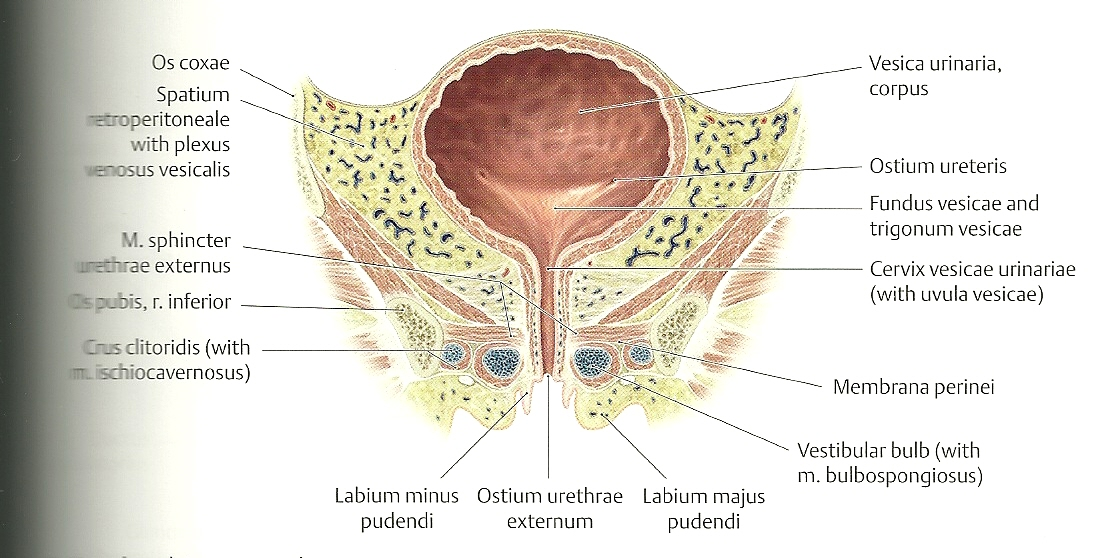 Os coxae
Spatium
retroperitoneale
with plexus
venosus vesicalis
M. sphincter
urethrae externus
Os pubis, r. inferior
Crus clitoridis (with
m. ischiocavernosus)
Vesica urinaria,
corpus
Ostium ureteris
Fundus vesicae and
trigonum vesicae
Cervix vesicae urinariae
(with uvula vesicae)
Membrana perinei
Vestibular bulb (with
m. bulbospongiosus)
Labium minus
pudendi
Ostium urethrae
externum
Labium majus
pudendi